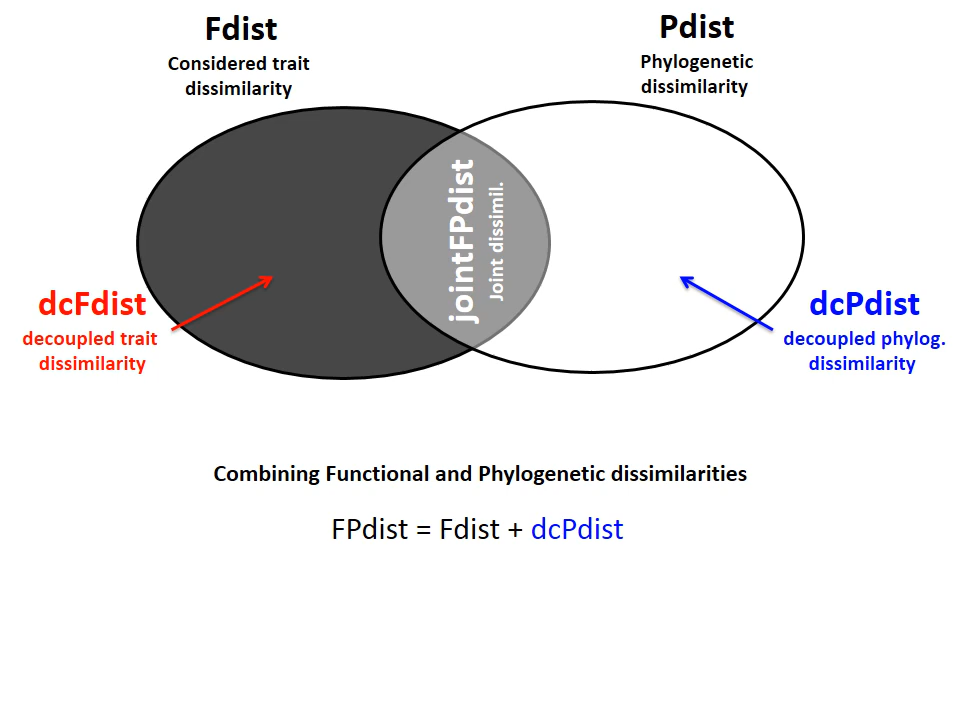 Fdist
Considered trait
dissimilarity
Pdist
Phylogenetic
dissimilarity
jointFPdist
Joint dissimil.
dcFdist
decoupled trait
dissimilarity
dcPdist
decoupled phylog.
dissimilarity
Combining Functional and Phylogenetic dissimilarities
FPdist = Fdist + dcPdist